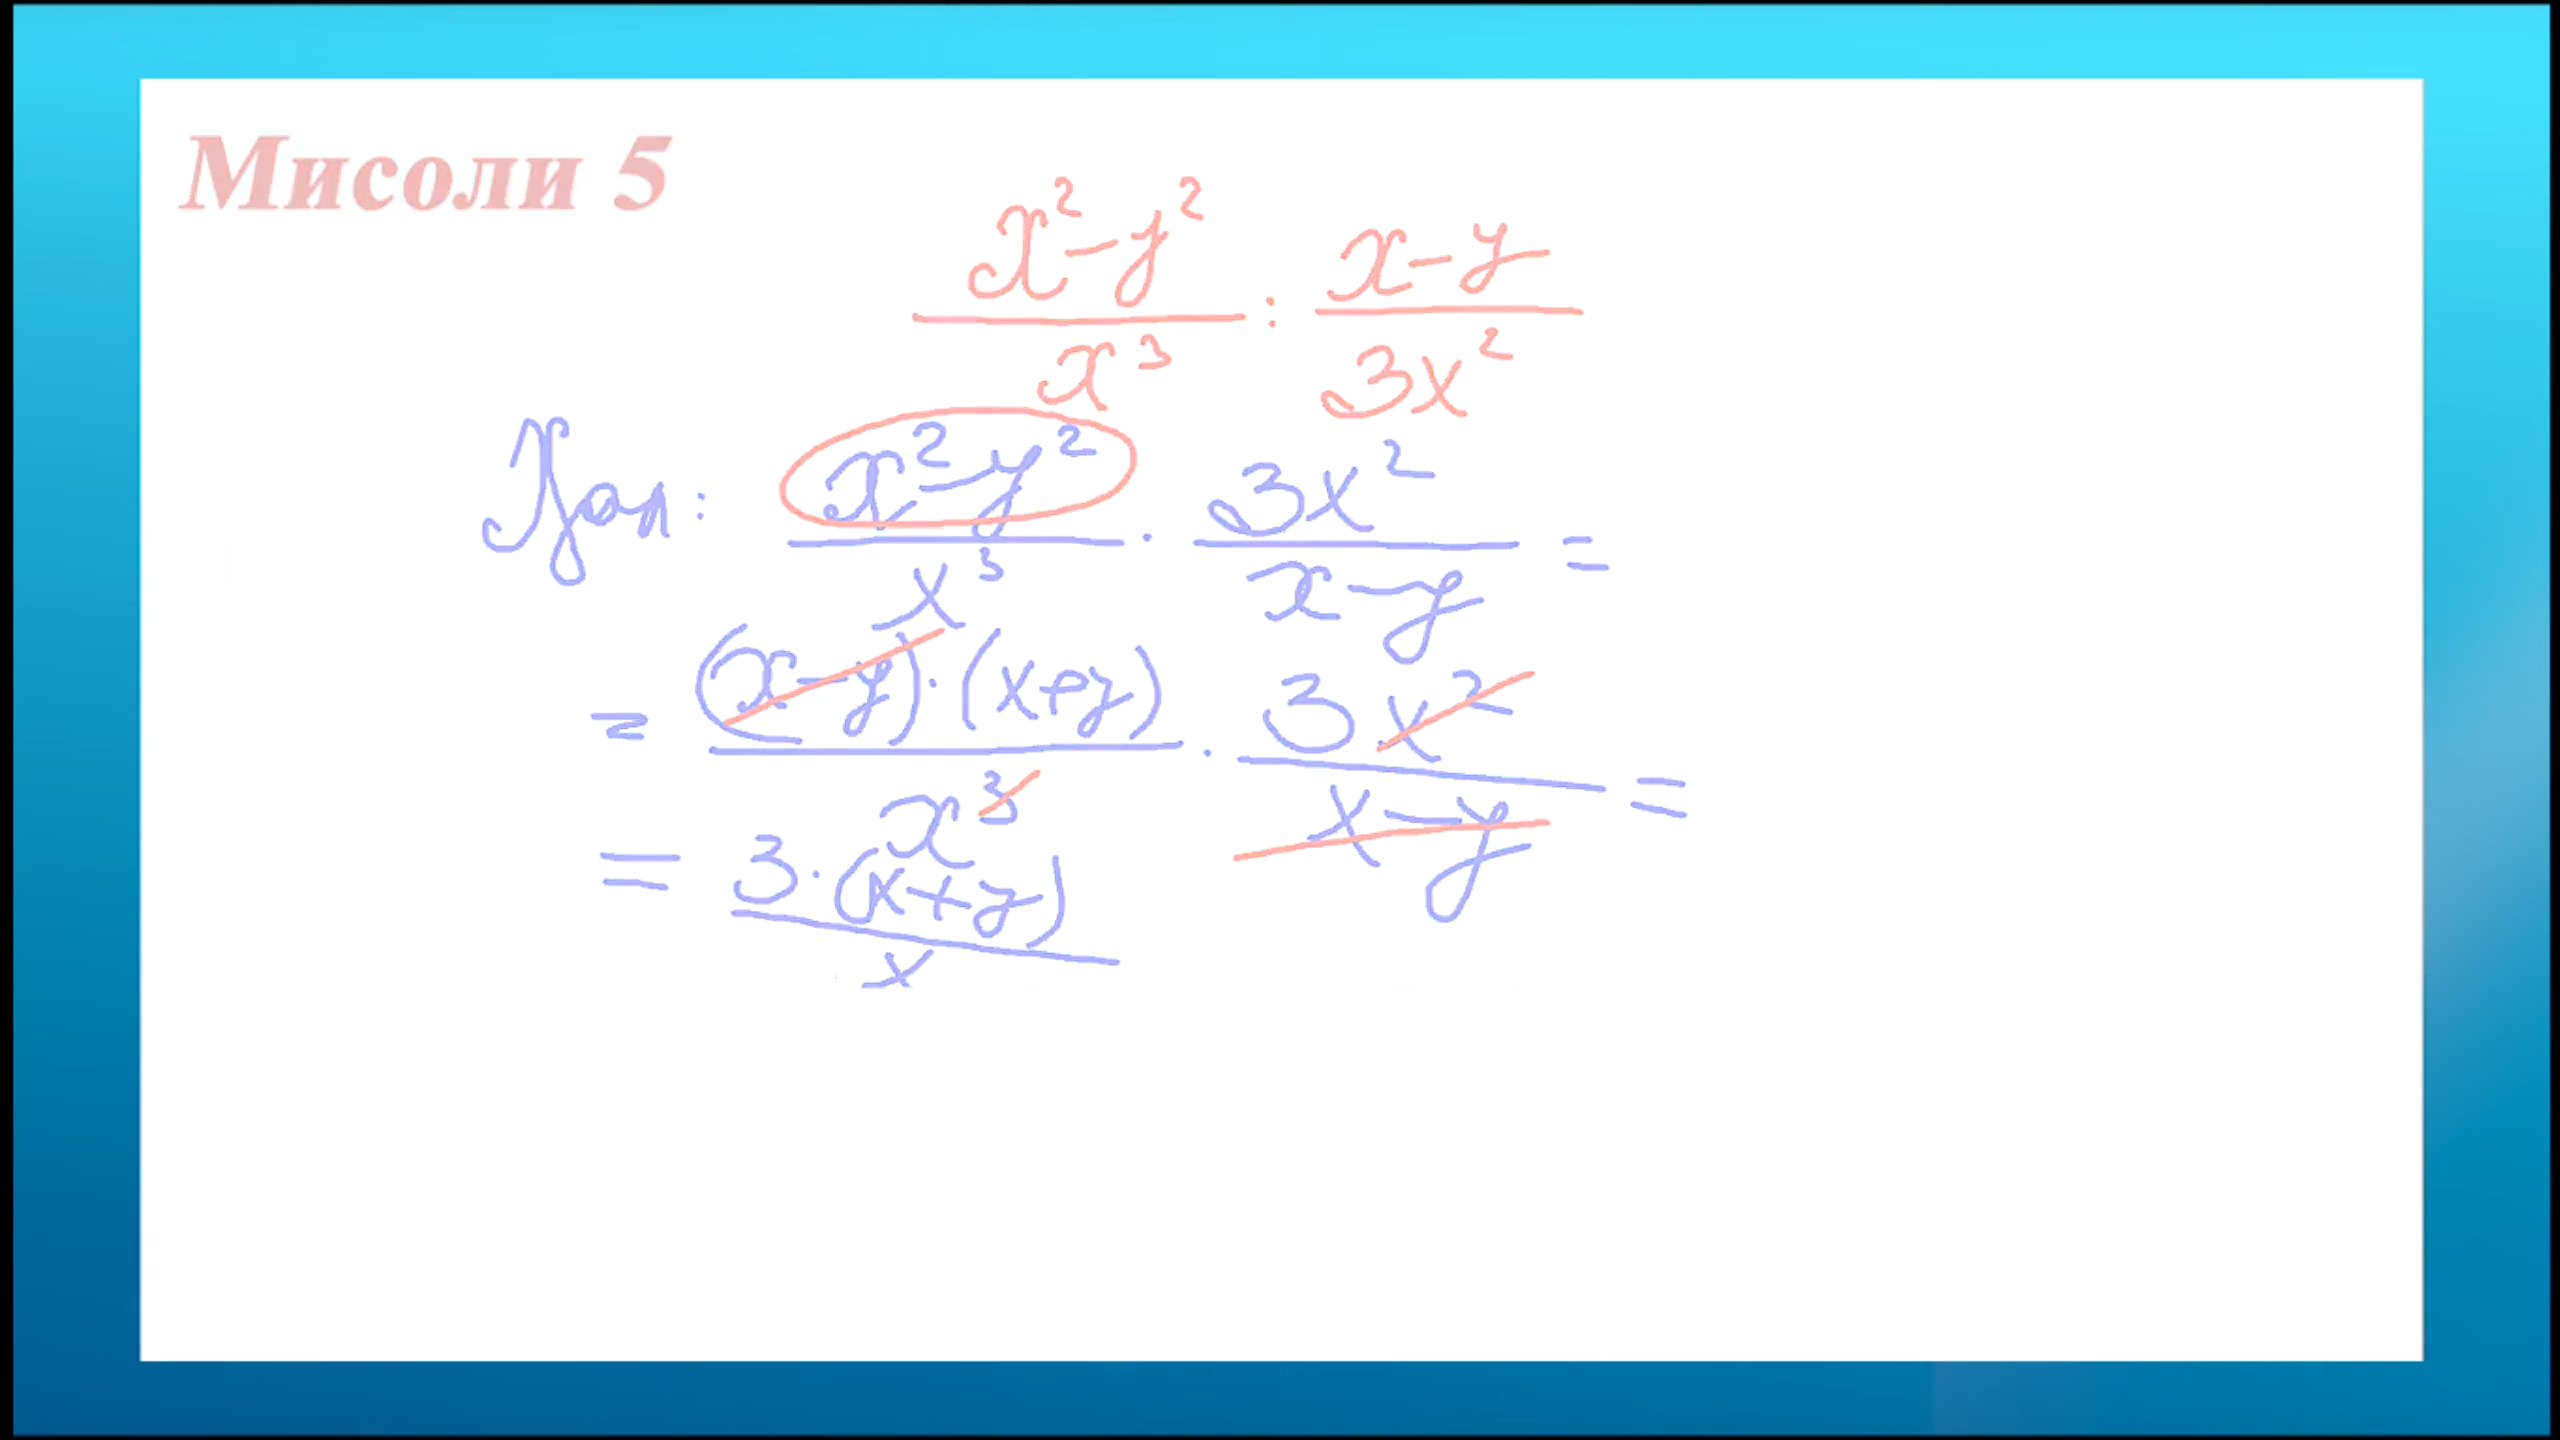 Мисоли 5
(x²-y²)/x³ : (x-y)/(3x²)
Ҳал: (x²-y²)/x³ · (3x²)/(x-y) =
= ((x-y)·(x+y))/x³ · (3x²)/(x-y) =
= (3·(x+y))/x